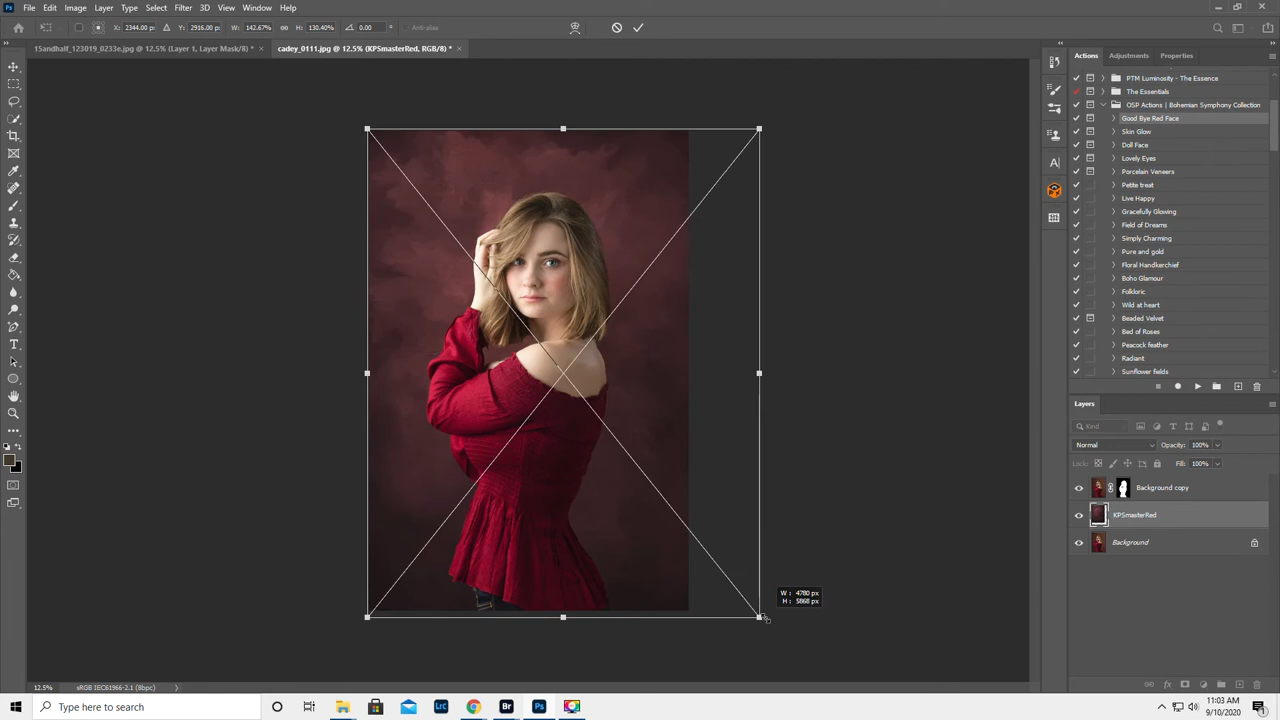 Ps File Edit Image Layer Type Select Filter 3D View Window Help
X: 2344.00 px Y: 2916.00 px W: 142.67% H: 130.40% 0.00 Anti-alias
15andhalf_123019_0233e.jpg @ 12.5% (Layer 1, Layer Mask/8) * × cadey_0111.jpg @ 12.5% (KPSmasterRed, RGB/8) * ×
Actions Adjustments Properties
PTM Luminosity - The Essence
The Essentials
OSP Actions | Bohemian Symphony Collection
Good Bye Red Face
Skin Glow
Doll Face
Lovely Eyes
Porcelain Veneers
Petite treat
Live Happy
Gracefully Glowing
Field of Dreams
Simply Charming
Pure and gold
Floral Handkerchief
Boho Glamour
Folkloric
Wild at heart
Beaded Velvet
Bed of Roses
Peacock feather
Radiant
Sunflower fields
Layers
Kind
Normal Opacity: 100%
Lock: Fill: 100%
Background copy
KPSmasterRed
Background
W: 4780 px
H: 5868 px
12.5% sRGB IEC61966-2.1 (8bpc)
Type here to search
LrC Br Ps
11:03 AM
9/10/2020